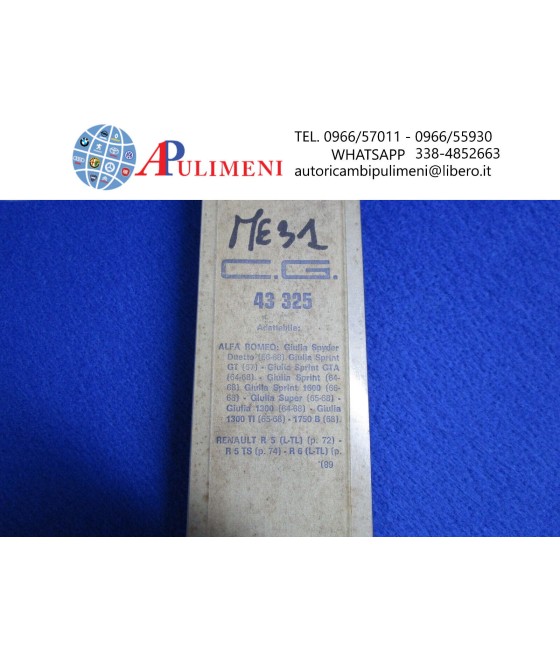 APULIMENI
TEL. 0966/57011 - 0966/55930
WHATSAPP 338-4852663
autoricambipulimeni@libero.it
ME31
C.G.
43 325
Adattabile:
ALFA ROMEO: Giulia Spyder
Duetto (66-68) Giulia Sprint
GT (63) - Giulia Sprint GTA
(64-68) - Giulia Sprint (64-
68) Giulia Sprint 1600 (66-
68) - Giulia Super (65-68) -
Giulia 1300 (64-68) - Giulia
1300 TI (65-68) - 1750 B (68)
RENAULT R 5 (L-TL) (p. 72) -
R 5 TS (p. 74) - R 6 (L-TL) (p.